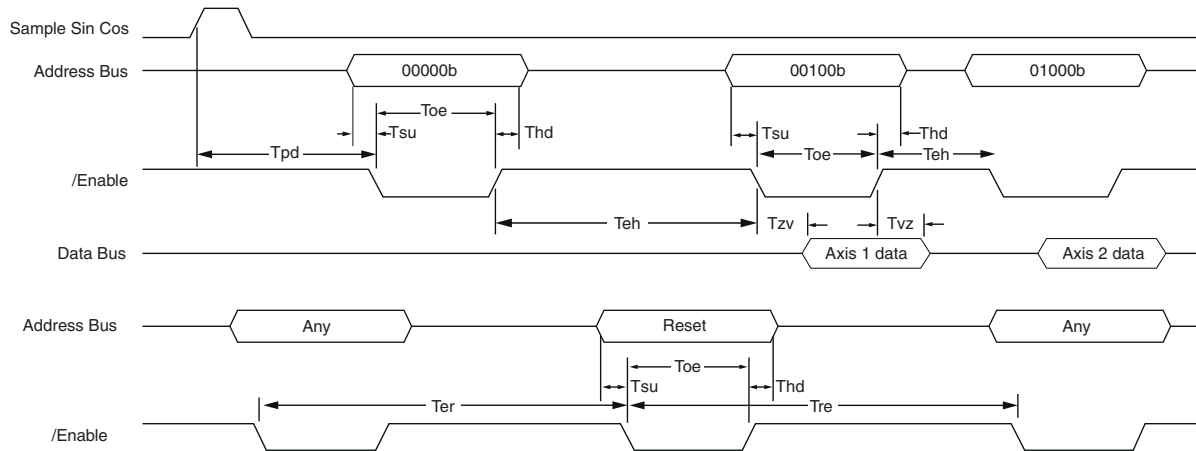 Sample Sin Cos
Address Bus 00000b 00100b 01000b
Toe
Tsu Thd Tsu Thd
Tpd Toe Teh
/Enable
Teh Tzv Tvz
Data Bus Axis 1 data Axis 2 data
Address Bus Any Reset Any
Toe
Tsu Thd
Ter Tre
/Enable